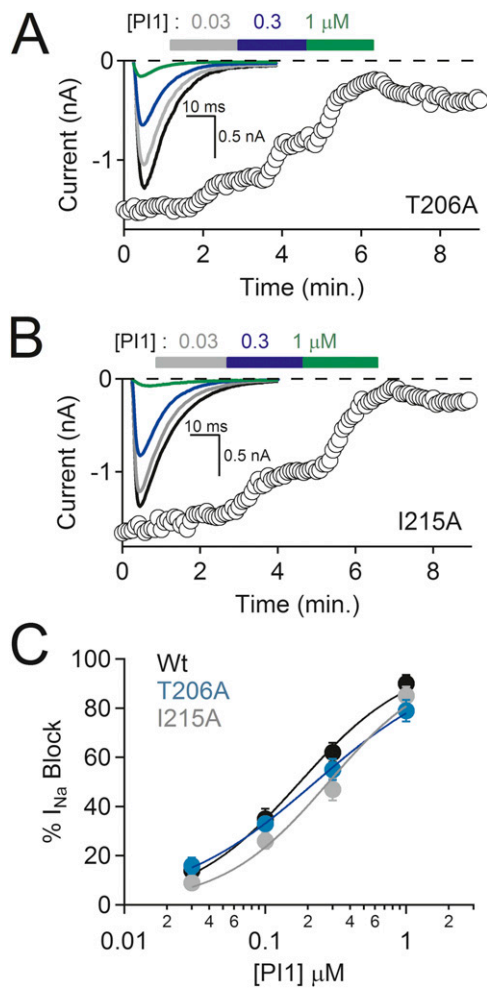 A
[PI1] : 0.03 0.3 1 μM
0
-1
Current (nA)
10 ms
0.5 nA
T206A
0 2 4 6 8
Time (min.)
B
[PI1] : 0.03 0.3 1 μM
0
-1
Current (nA)
10 ms
0.5 nA
I215A
0 2 4 6 8
Time (min.)
C
100
80
60
40
20
0
% INa Block
Wt
T206A
I215A
2 4 6 2 4 6 2
0.01 0.1 1
[PI1] μM